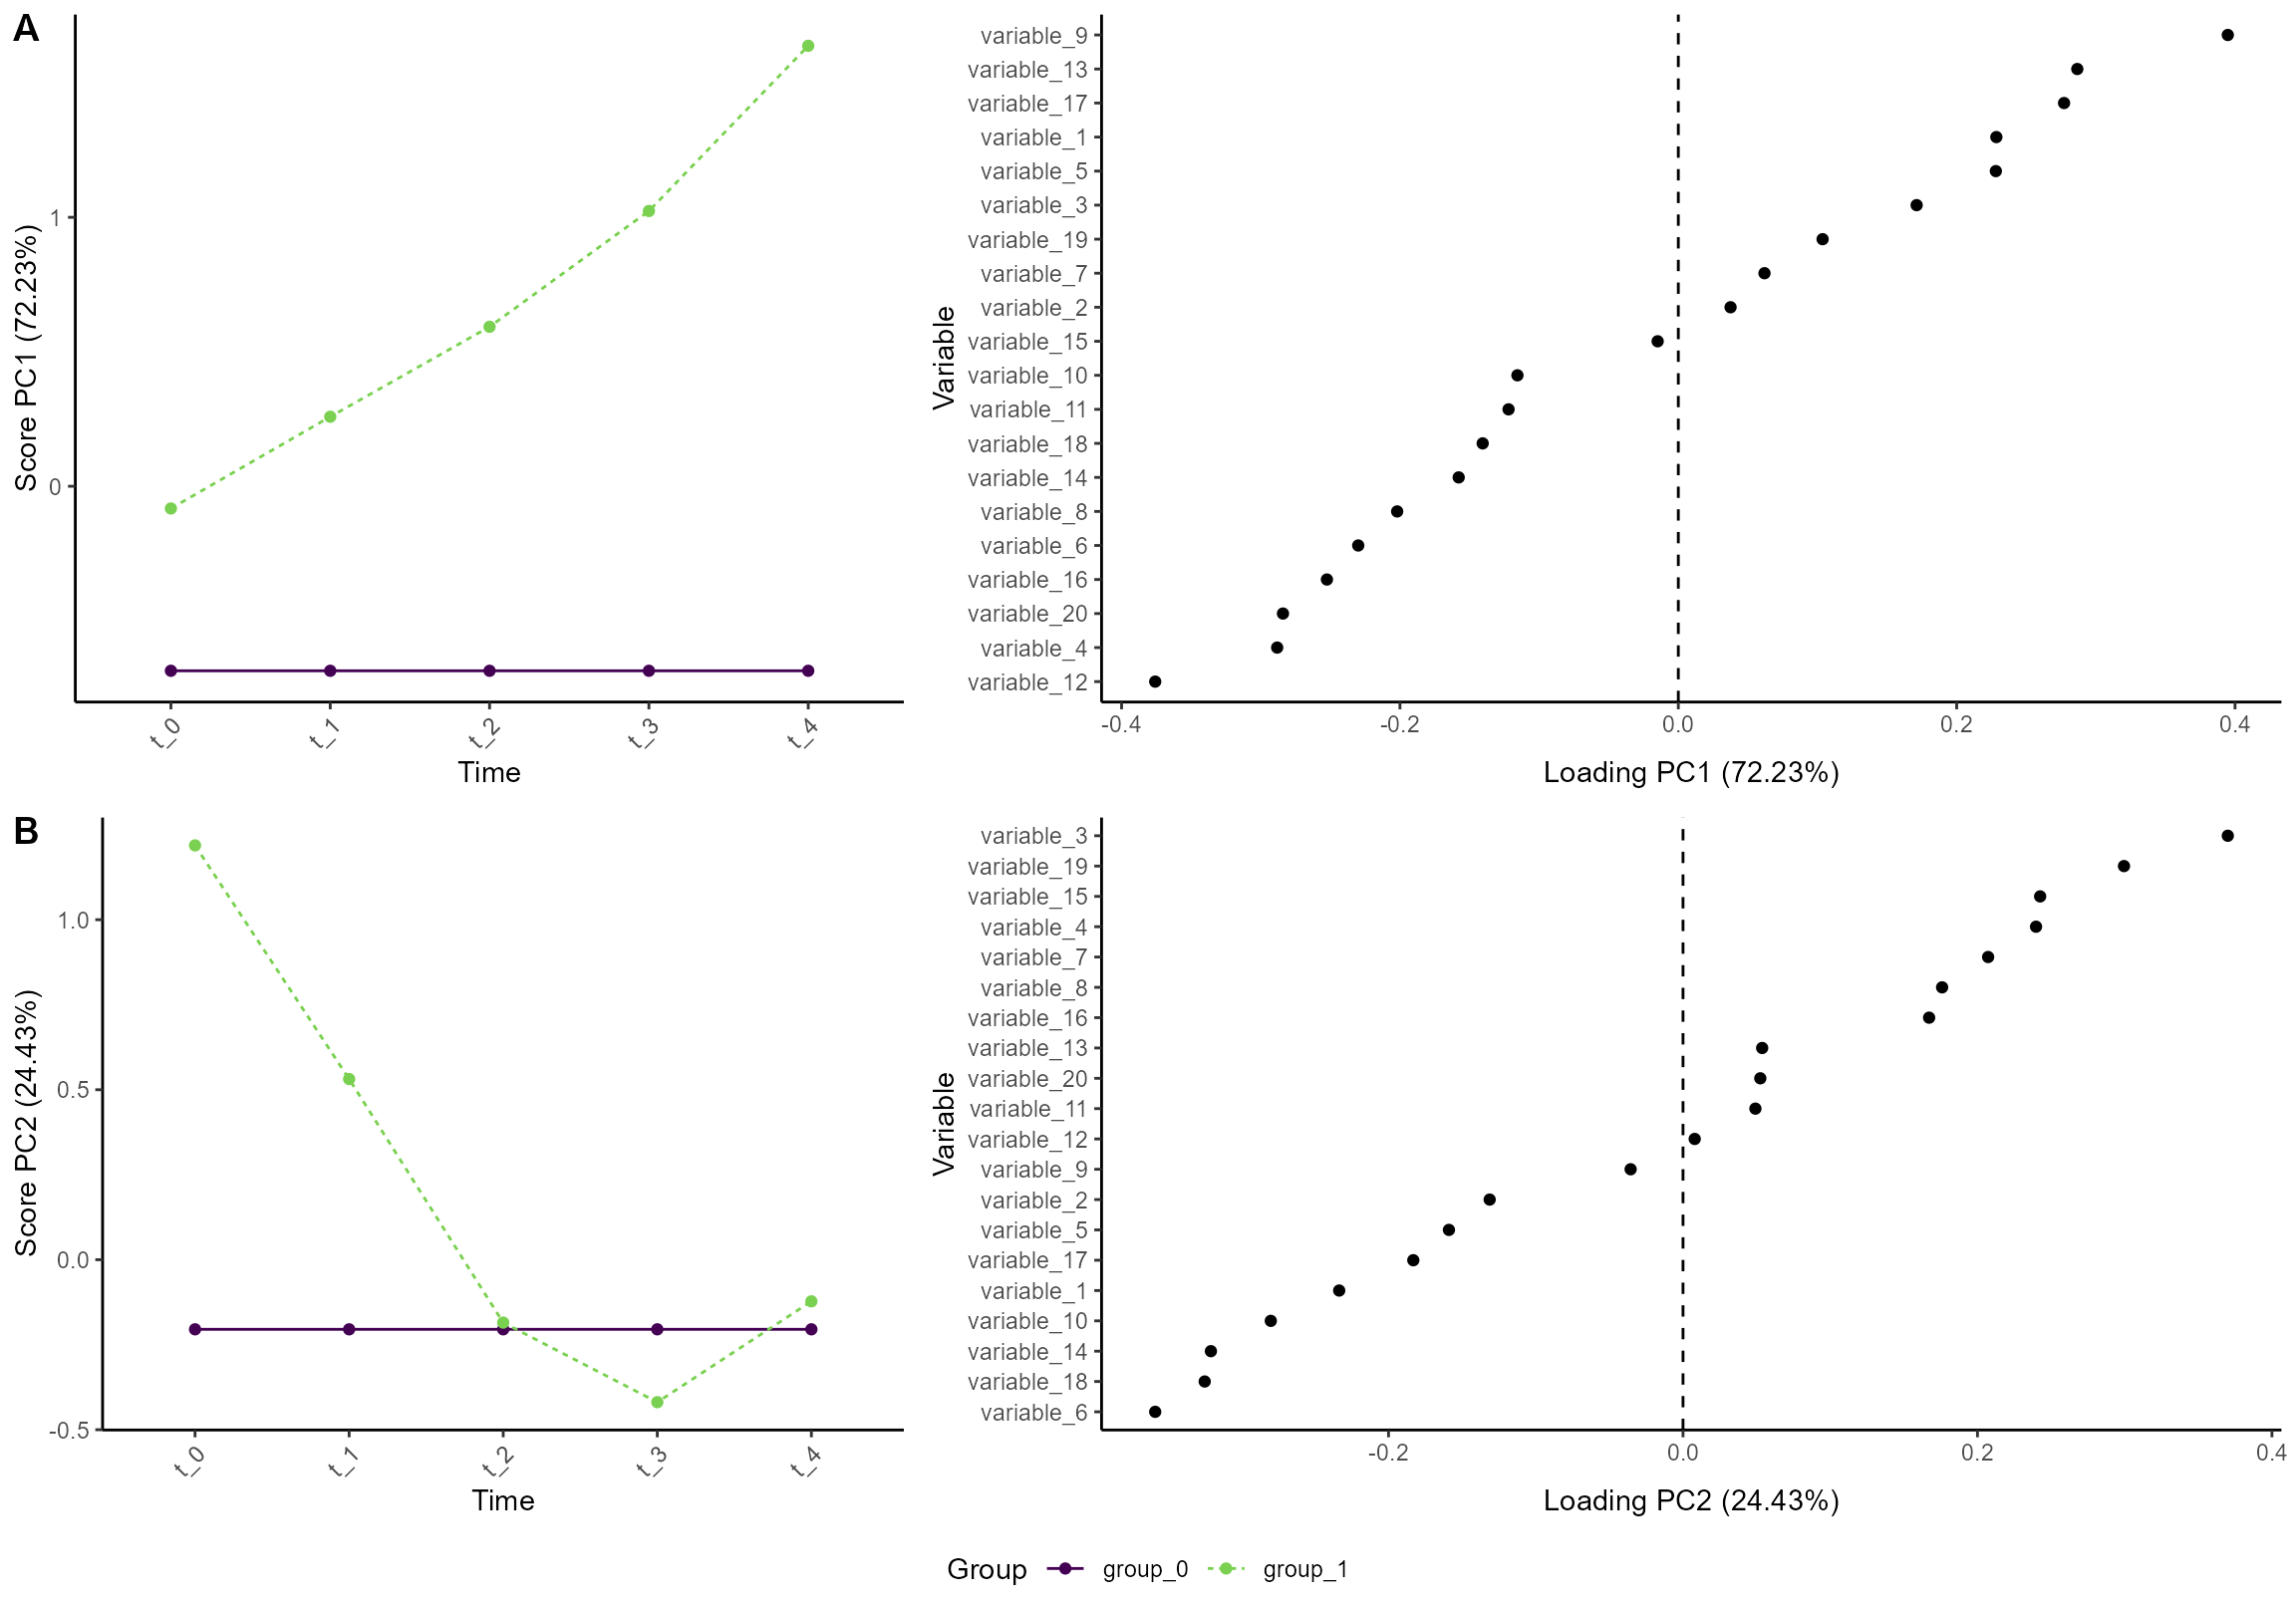 A
Score PC1 (72.23%)
1
0
t_0
t_1
t_2
t_3
t_4
Time
Variable
variable_9
variable_13
variable_17
variable_1
variable_5
variable_3
variable_19
variable_7
variable_2
variable_15
variable_10
variable_11
variable_18
variable_14
variable_8
variable_6
variable_16
variable_20
variable_4
variable_12
-0.4
-0.2
0.0
0.2
0.4
Loading PC1 (72.23%)
B
Score PC2 (24.43%)
1.0
0.5
0.0
-0.5
t_0
t_1
t_2
t_3
t_4
Time
Variable
variable_3
variable_19
variable_15
variable_4
variable_7
variable_8
variable_16
variable_13
variable_20
variable_11
variable_12
variable_9
variable_2
variable_5
variable_17
variable_1
variable_10
variable_14
variable_18
variable_6
-0.2
0.0
0.2
0.4
Loading PC2 (24.43%)
Group group_0 group_1